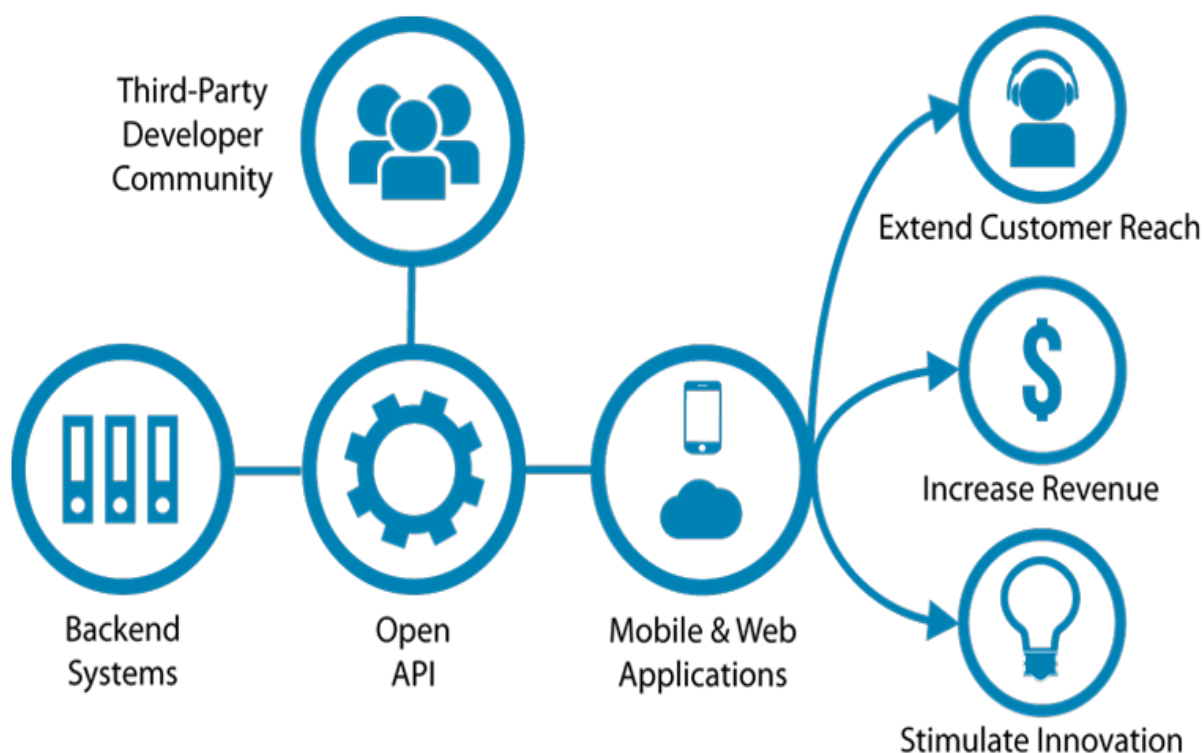 Third-Party
Developer
Community
Extend Customer Reach
Increase Revenue
Backend
Systems
Open
API
Mobile & Web
Applications
Stimulate Innovation